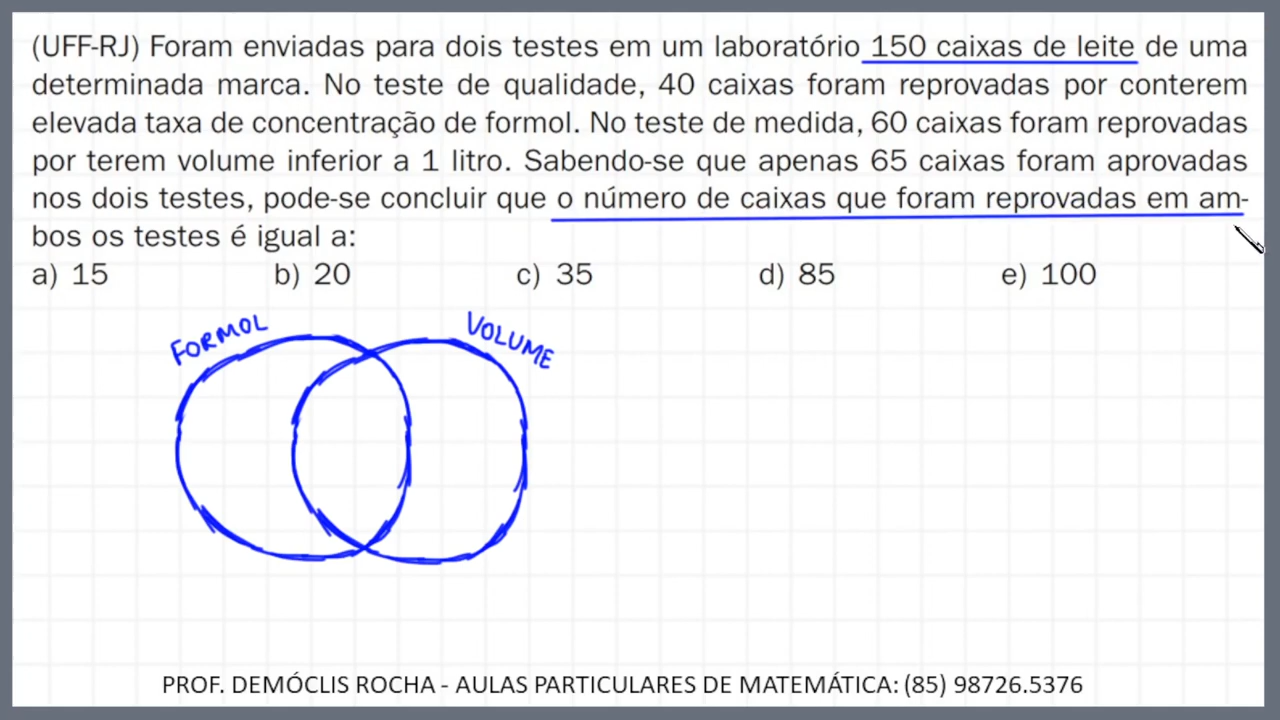 (UFF-RJ) Foram enviadas para dois testes em um laboratório 150 caixas de leite de uma
determinada marca. No teste de qualidade, 40 caixas foram reprovadas por conterem
elevada taxa de concentração de formol. No teste de medida, 60 caixas foram reprovadas
por terem volume inferior a 1 litro. Sabendo-se que apenas 65 caixas foram aprovadas
nos dois testes, pode-se concluir que o número de caixas que foram reprovadas em am-
bos os testes é igual a:
a) 15 b) 20 c) 35 d) 85 e) 100
FORMOL VOLUME
PROF. DEMÓCLIS ROCHA - AULAS PARTICULARES DE MATEMÁTICA: (85) 98726.5376